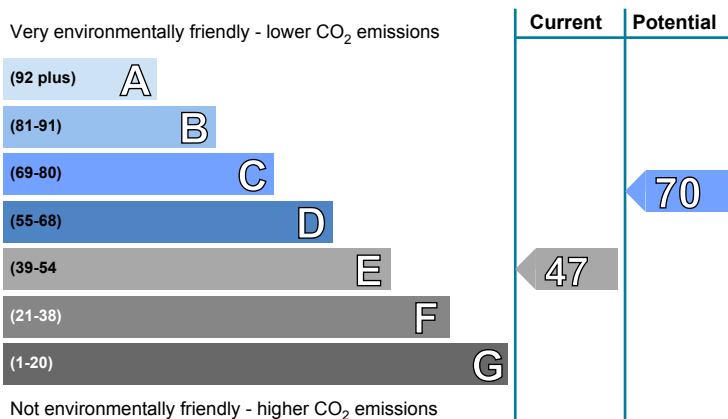 Current Potential
Very environmentally friendly - lower CO₂ emissions
(92 plus) A
(81-91) B
(69-80) C
70
(55-68) D
(39-54 E 47
(21-38) F
(1-20) G
Not environmentally friendly - higher CO₂ emissions